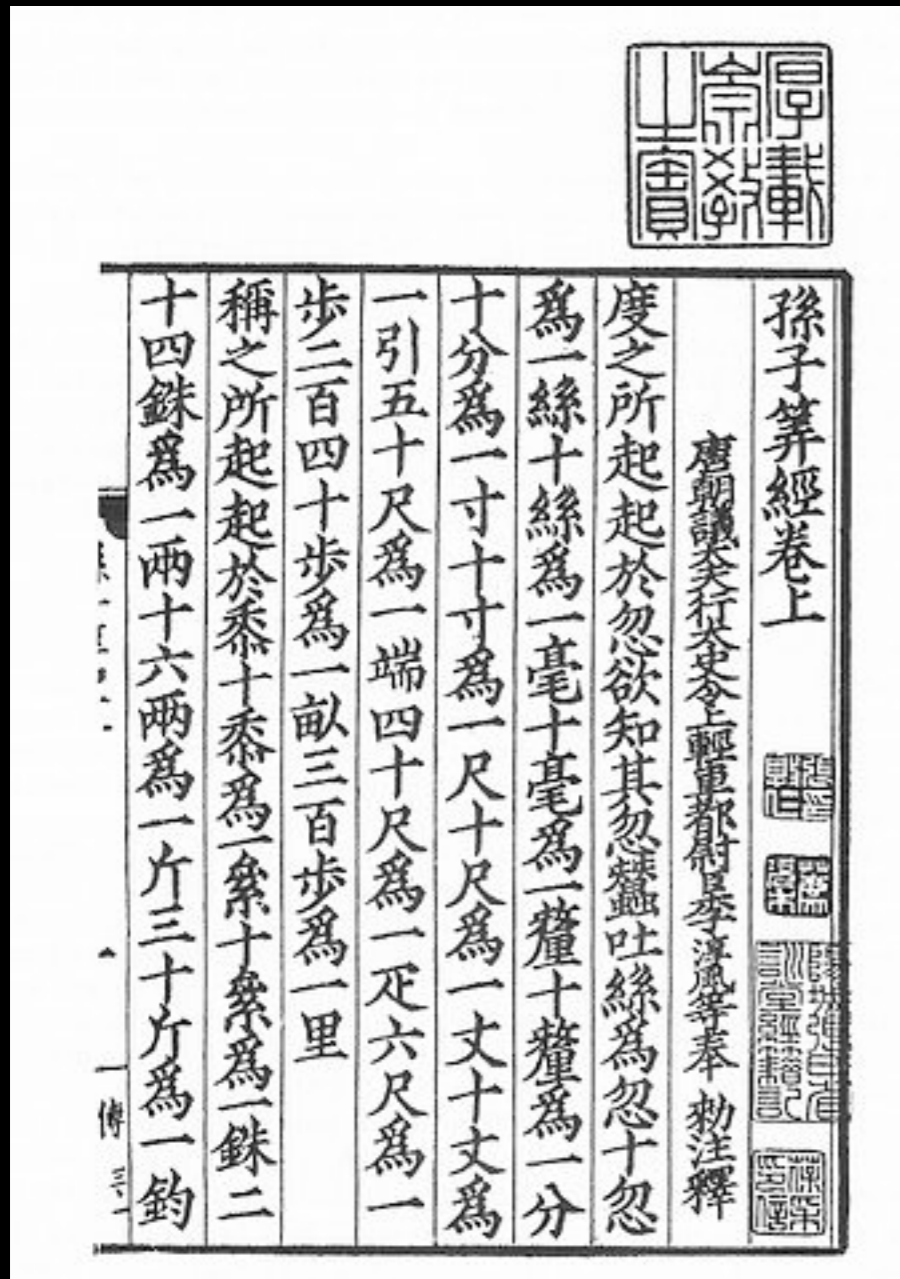 厚載
崇教
之寶
孫子筭經卷上
唐朝議大夫行太史令上輕車都尉臣李淳風等奉 勑注釋
度之所起起於忽欲知其忽蠶吐絲爲忽十忽
爲一絲十絲爲一毫十毫爲一氂十氂爲一分
十分爲一寸十寸爲一尺十尺爲一丈十丈爲
一引五十尺爲一端四十尺爲一疋六尺爲一
步二百四十步爲一畝三百步爲一里
稱之所起起於黍十黍爲一絫十絫爲一銖二
十四銖爲一兩十六兩爲一斤三十斤爲一鈞